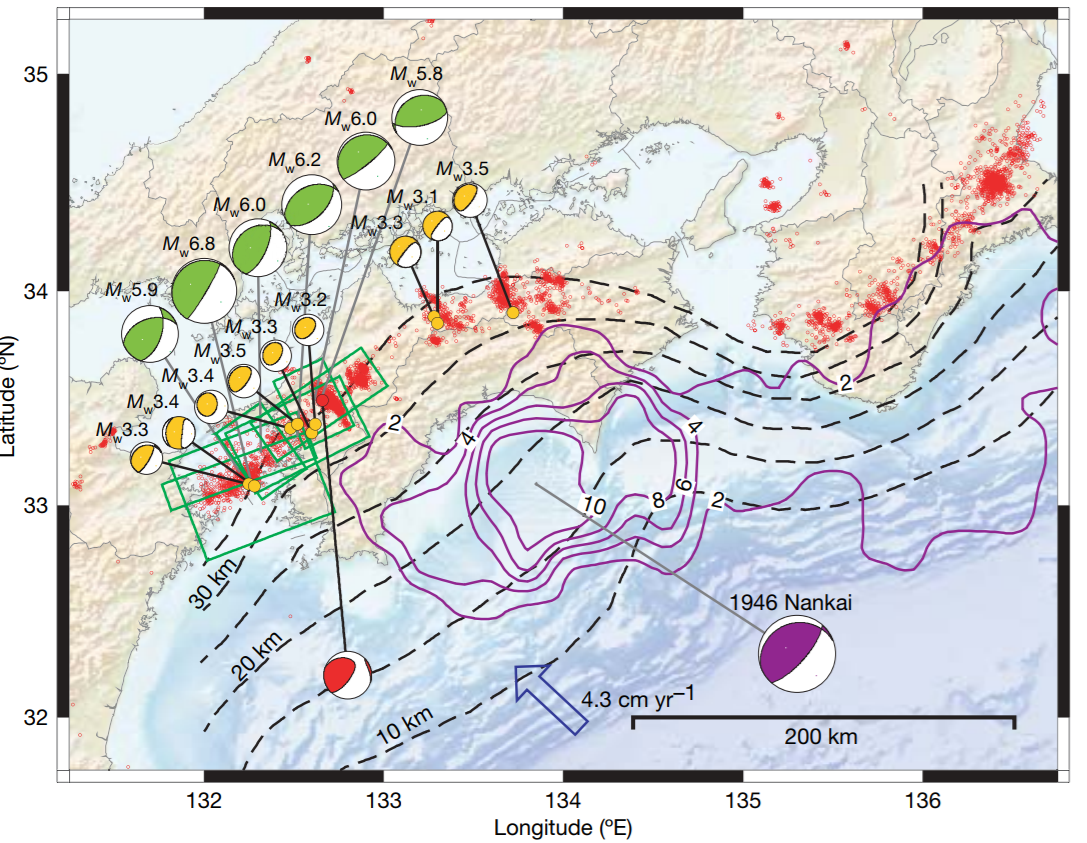 35
34
33
32
Latitude (ºN)
Mw5.8
Mw6.0
Mw6.2
Mw6.0
Mw6.8
Mw5.9
Mw3.5
Mw3.1
Mw3.3
Mw3.2
Mw3.3
Mw3.5
Mw3.4
Mw3.4
Mw3.3
2
2
4
4
6
8
10
2
30 km
20 km
10 km
1946 Nankai
4.3 cm yr–1
200 km
132
133
134
135
136
Longitude (ºE)